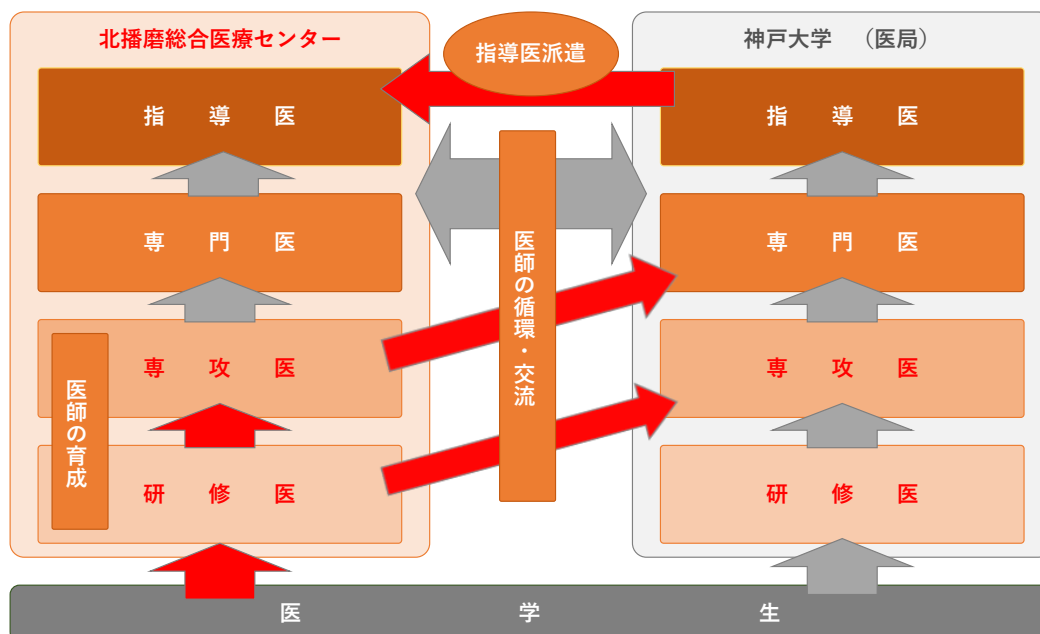 北播磨総合医療センター
指導医派遣
神戸大学　（医局）
指　導　医
指　導　医
専　門　医
専　門　医
医師の循環・交流
専　攻　医
専　攻　医
医師の育成
研　修　医
研　修　医
医　学　生